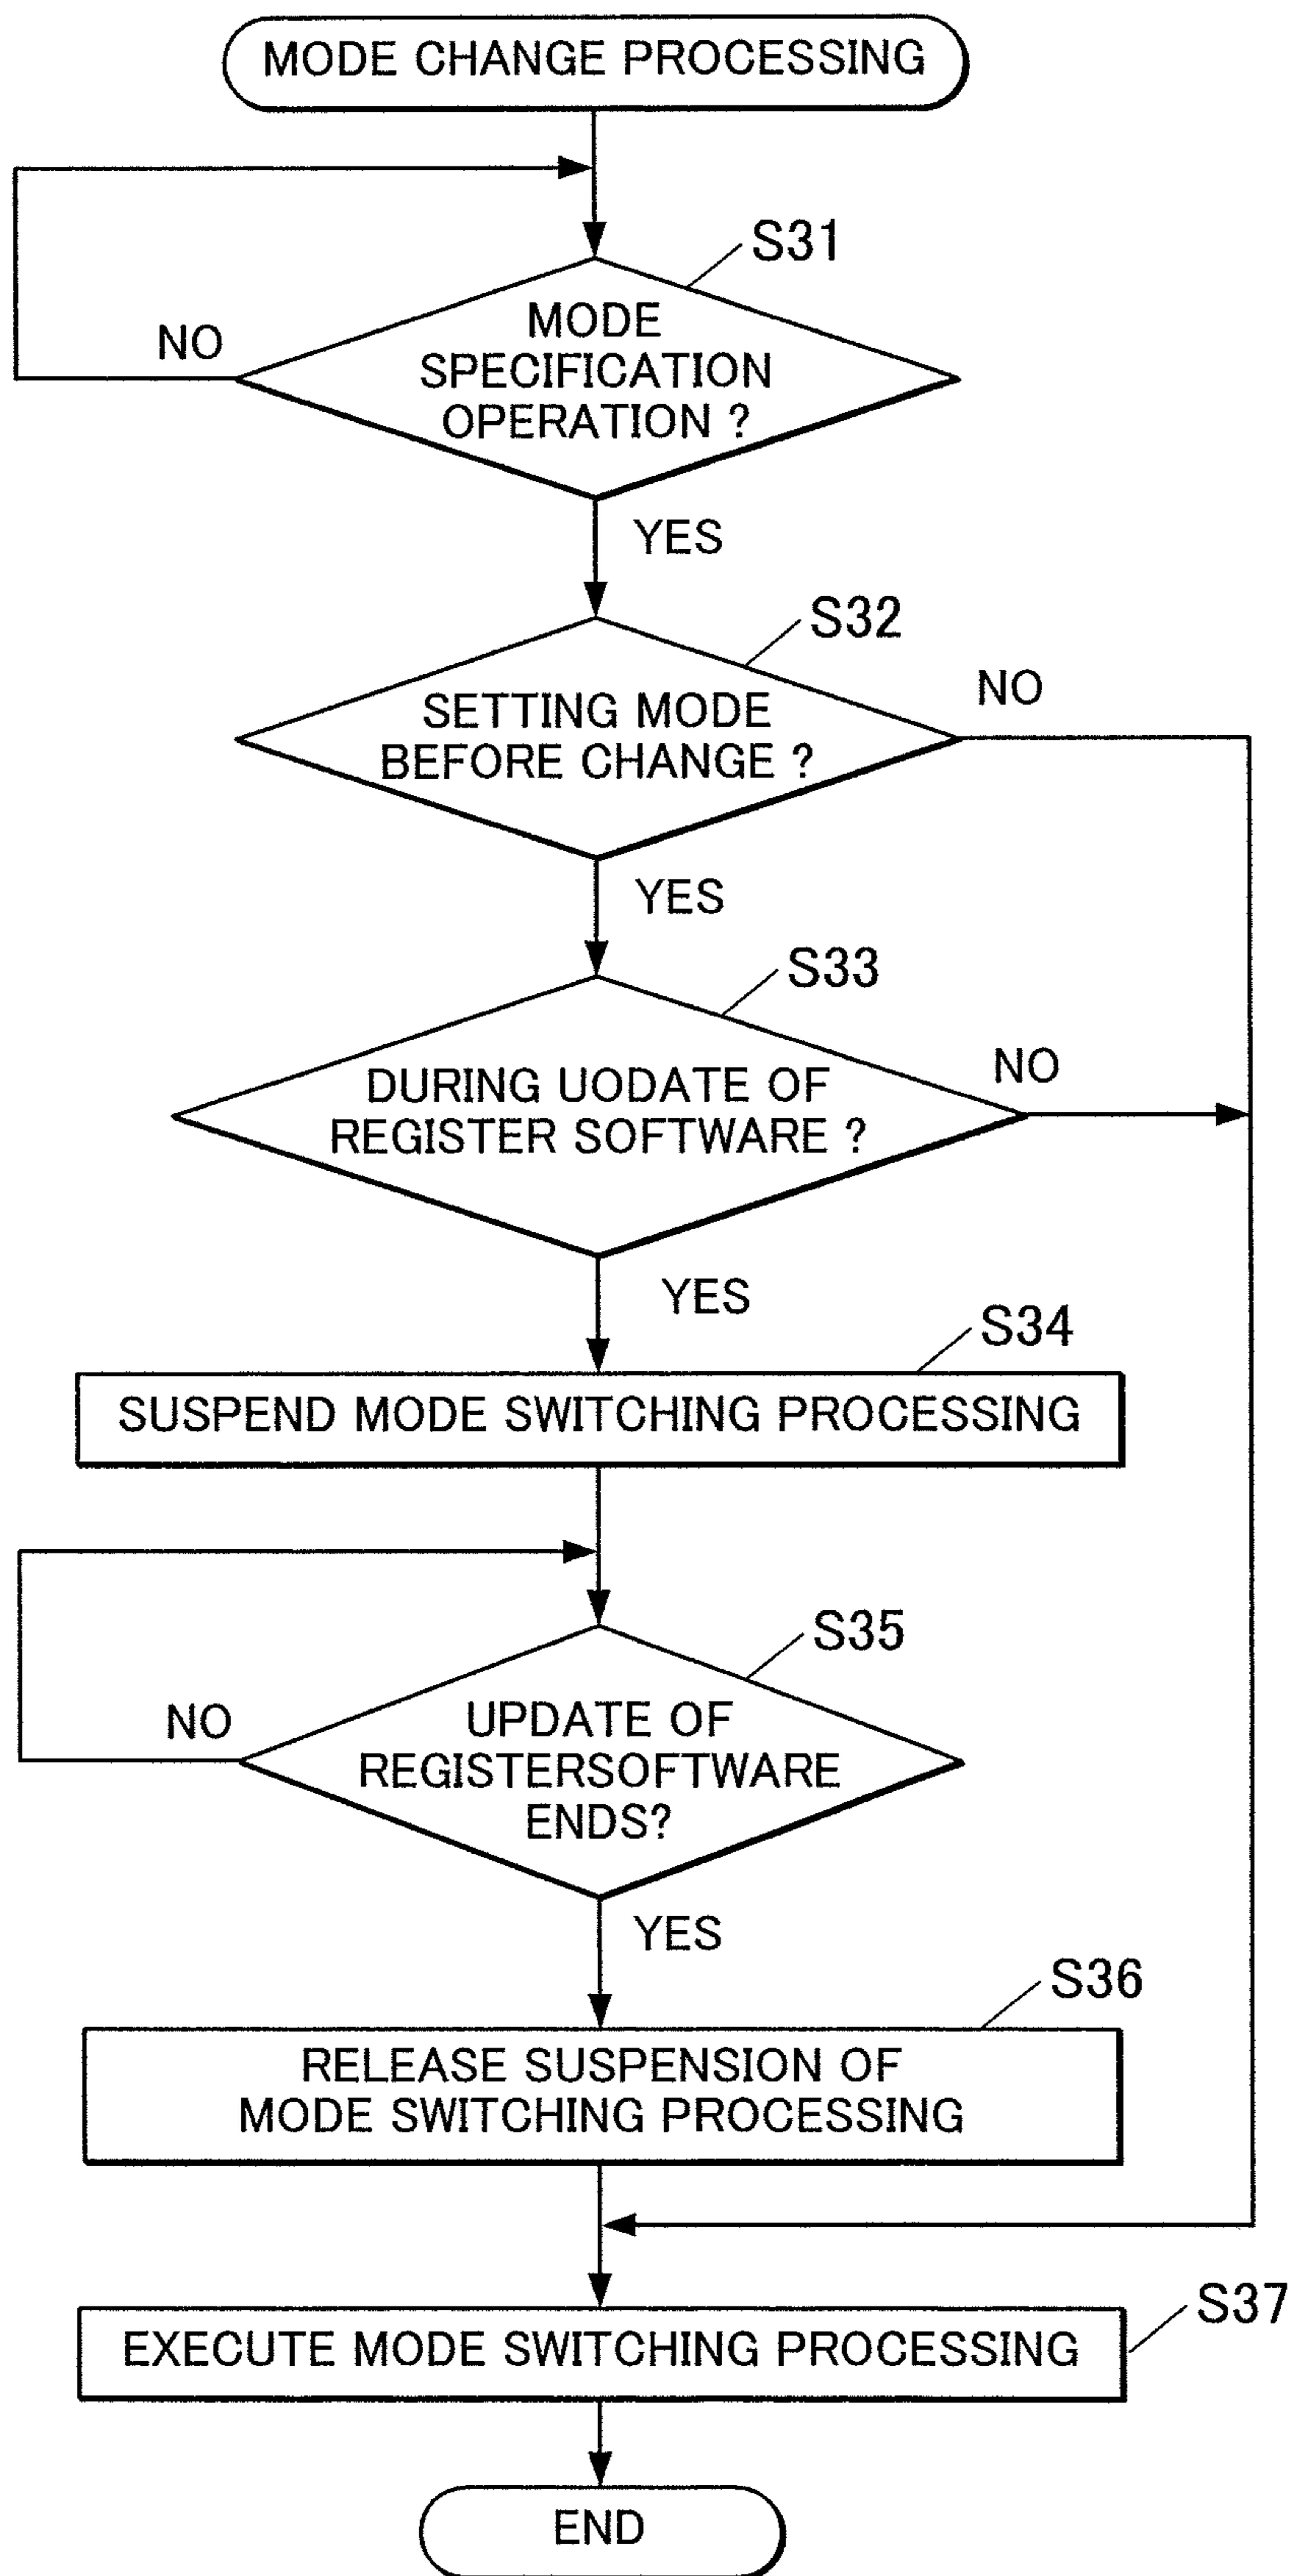 MODE CHANGE PROCESSING
S31
NO
MODE
SPECIFICATION
OPERATION ?
YES
S32
NO
SETTING MODE
BEFORE CHANGE ?
YES
S33
NO
DURING UODATE OF
REGISTER SOFTWARE ?
YES
S34
SUSPEND MODE SWITCHING PROCESSING
S35
NO
UPDATE OF
REGISTERSOFTWARE
ENDS?
YES
S36
RELEASE SUSPENSION OF
MODE SWITCHING PROCESSING
S37
EXECUTE MODE SWITCHING PROCESSING
END